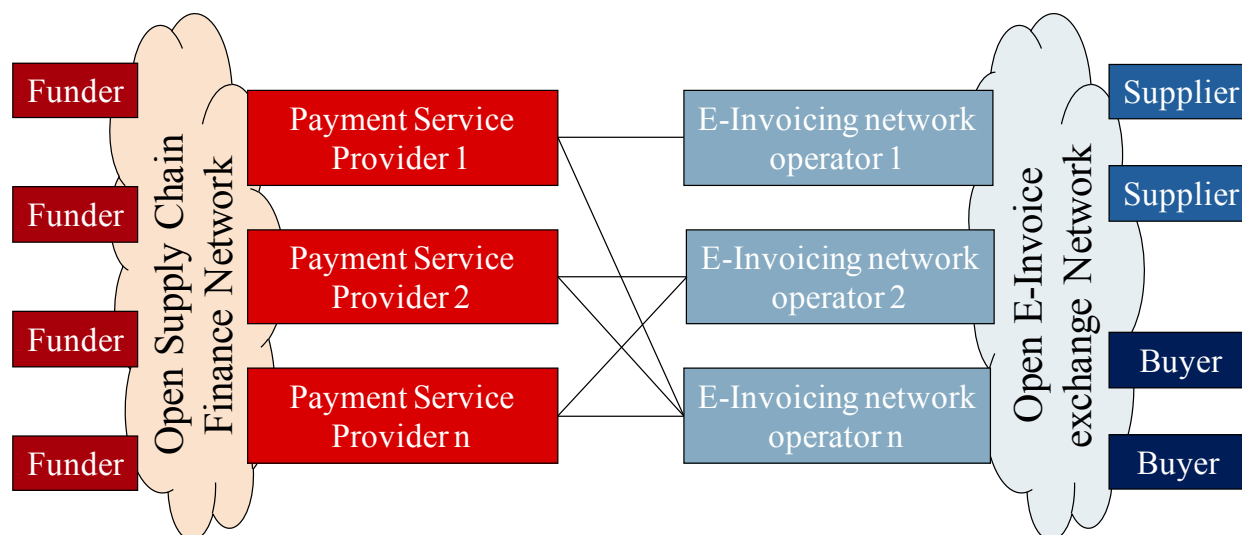 Funder
Funder
Funder
Funder
Open Supply Chain
Finance Network
Payment Service
Provider 1
Payment Service
Provider 2
Payment Service
Provider n
E-Invoicing network
operator 1
E-Invoicing network
operator 2
E-Invoicing network
operator n
Open E-Invoice
exchange Network
Supplier
Supplier
Buyer
Buyer